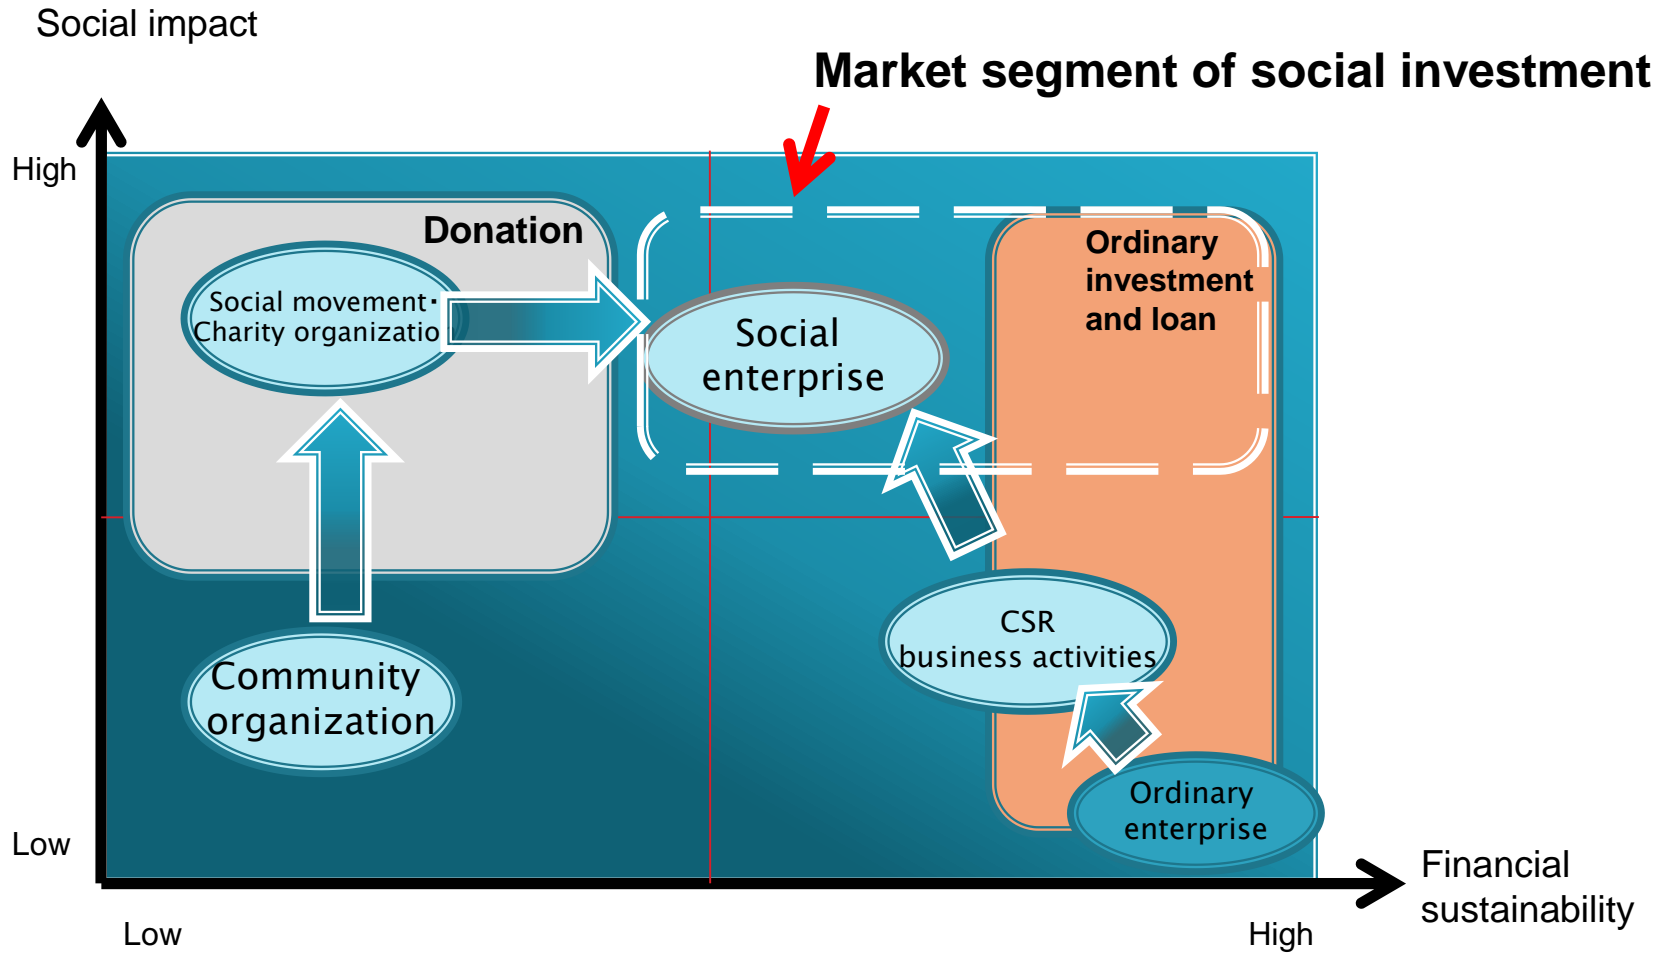 Social impact
Market segment of social investment
High
Donation
Ordinary
investment
and loan
Social movement・
Charity organizatio
Social
enterprise
CSR
business activities
Community
organization
Ordinary
enterprise
Low
Financial
sustainability
Low
High